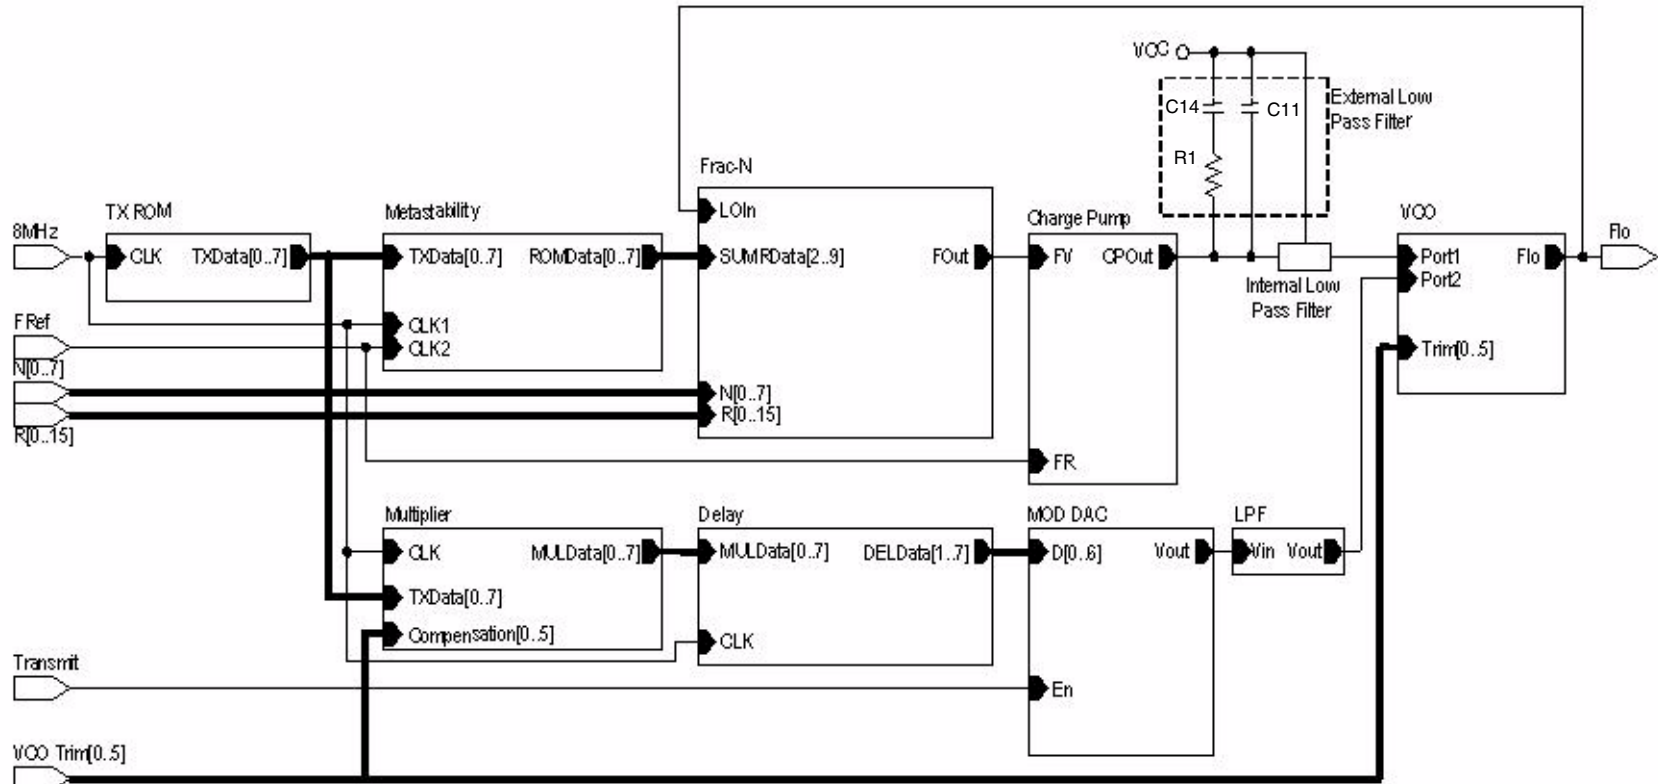 VCC
C14
C11
External Low
Pass Filter
R1
Frac-N
TX ROM
Metastability
Charge Pump
VCO
8MHz
Flo
LOIn
CLK
TXData[0..7]
TXData[0..7]
ROMData[0..7]
SUMRData[2..9]
FOut
FV
CPOut
Port1
Flo
Port2
Internal Low
Pass Filter
FRef
CLK1
CLK2
Trim[0..5]
N[0..7]
N[0..7]
R[0..15]
R[0..15]
FR
Multiplier
Delay
MOD DAC
LPF
CLK
MULData[0..7]
MULData[0..7]
DELData[1..7]
D[0..6]
Vout
Vin
Vout
TXData[0..7]
Compensation[0..5]
CLK
Transmit
En
VCO Trim[0..5]